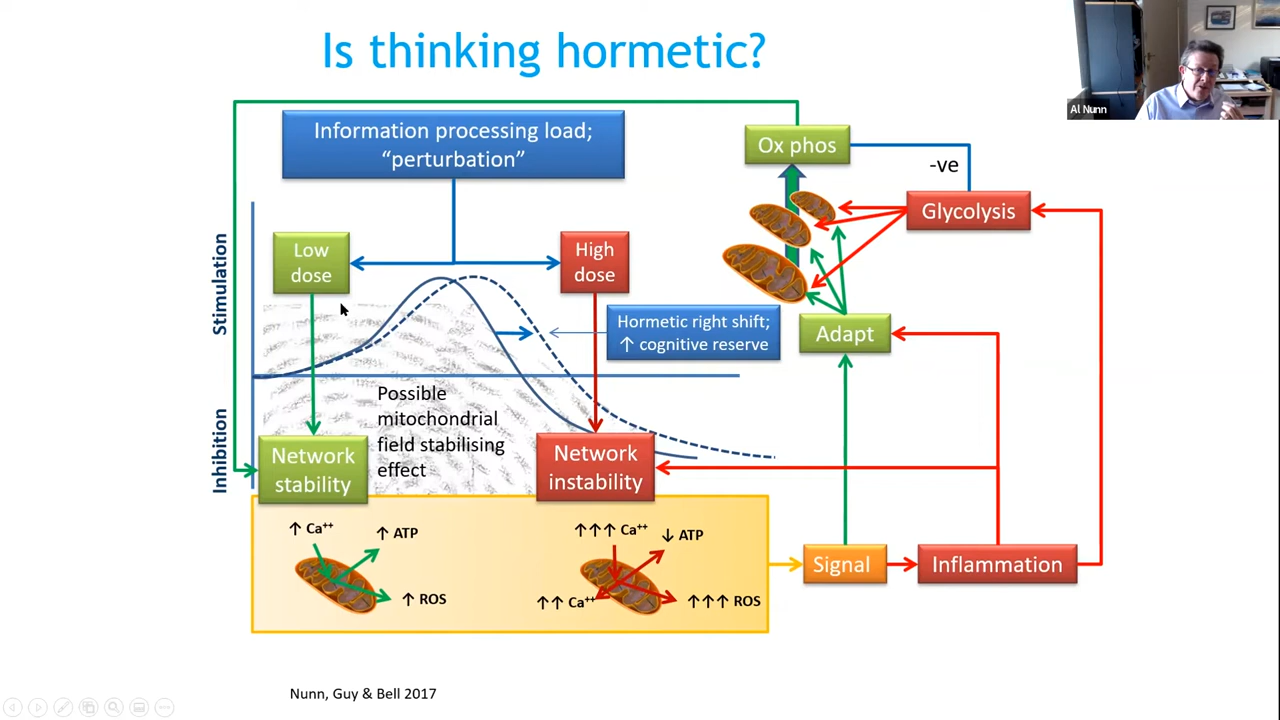 Is thinking hormetic?
Al Nunn
Information processing load;
“perturbation”
Ox phos
-ve
Glycolysis
Stimulation
Low
dose
High
dose
Hormetic right shift;
↑ cognitive reserve
Adapt
Inhibition
Possible
mitochondrial
field stabilising
effect
Network
stability
Network
instability
↑ Ca⁺⁺
↑ ATP
↑ ROS
↑↑↑ Ca⁺⁺
↓ ATP
↑↑ Ca⁺⁺
↑↑↑ ROS
Signal
Inflammation
Nunn, Guy & Bell 2017